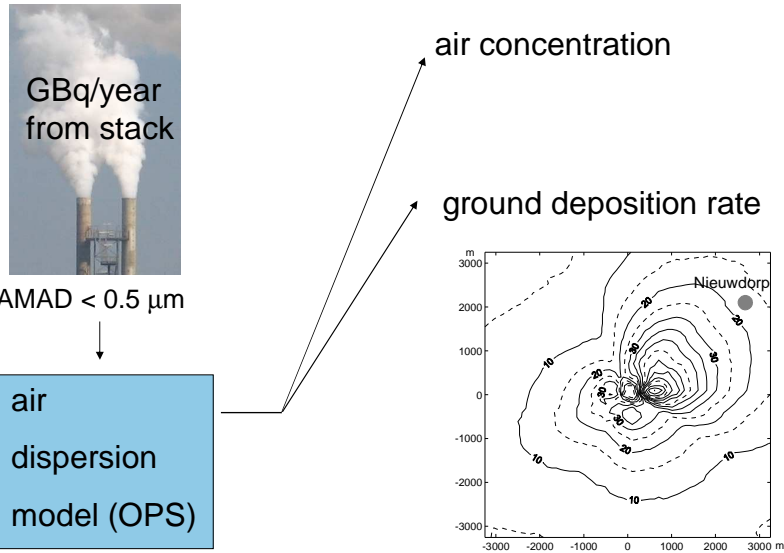 GBq/year
from stack
AMAD < 0.5 μm
air
dispersion
model (OPS)
air concentration
ground deposition rate
m
3000
2000
1000
0
-1000
-2000
-3000
-3000 -2000 -1000 0 1000 2000 3000 m
Nieuwdorp
20
20
30
30
10
20
30
30
20
10
10
10